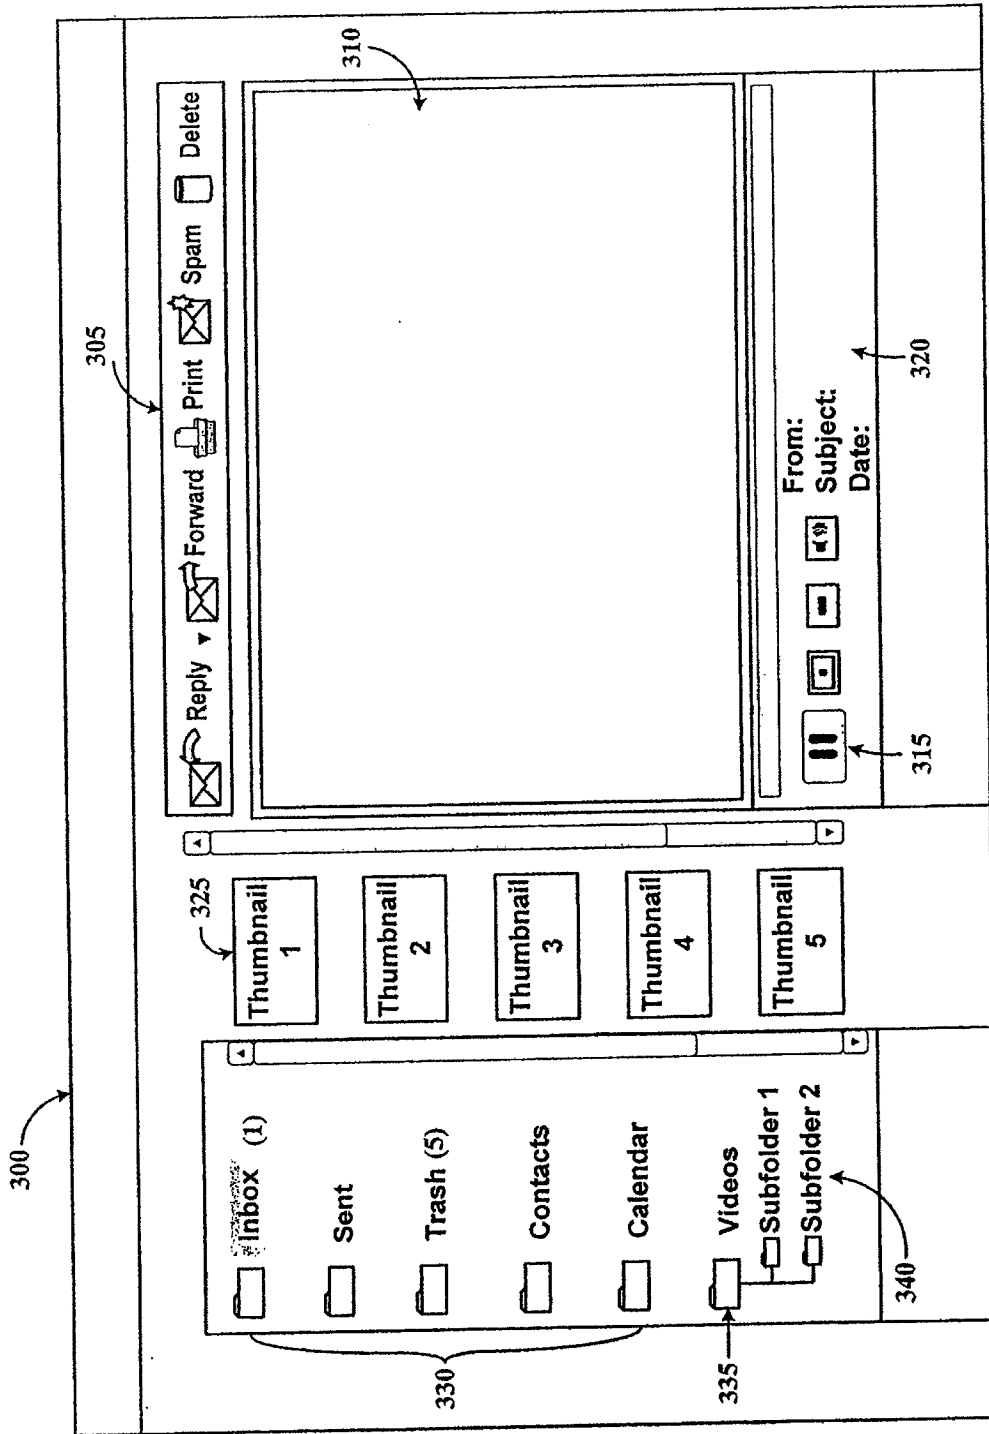 300
305
Reply ▼ Forward Print Spam Delete
310
Inbox (1)
Sent
Trash (5)
Contacts
Calendar
Videos
Subfolder 1
Subfolder 2
330
335
340
325
Thumbnail 1
Thumbnail 2
Thumbnail 3
Thumbnail 4
Thumbnail 5
From:
Subject:
Date:
315
320